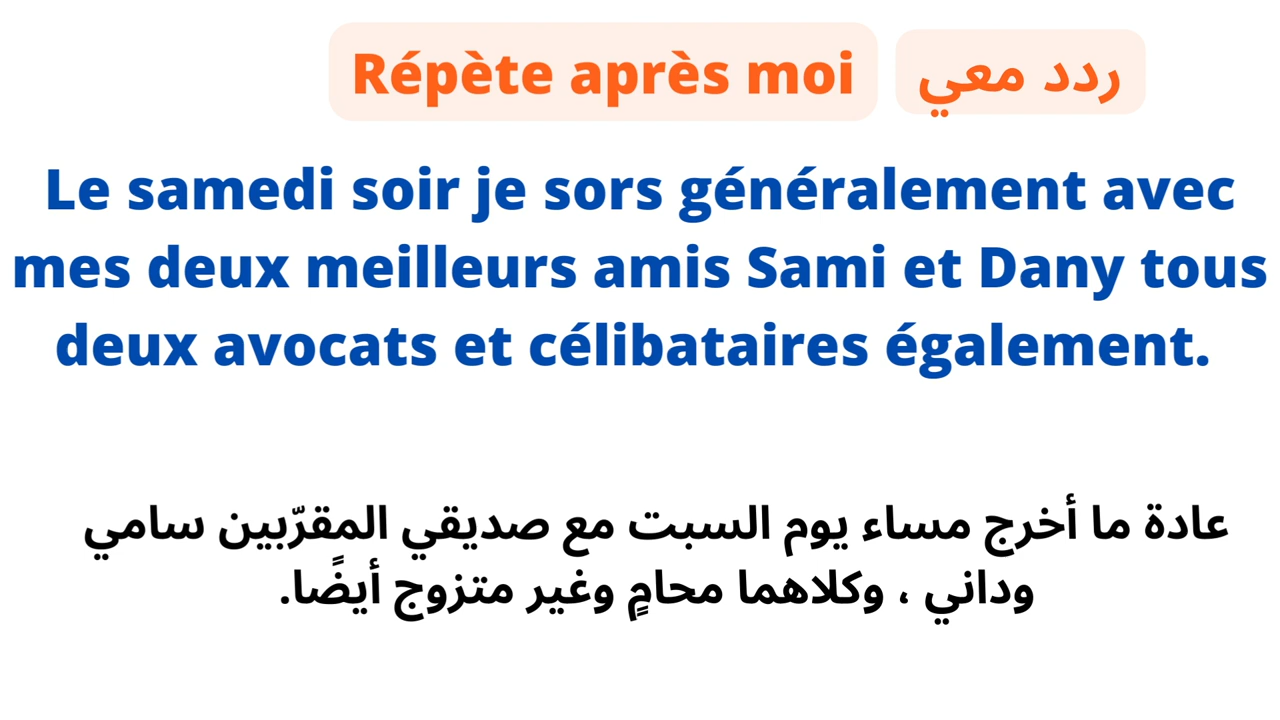 Répète après moi ردد معي
Le samedi soir je sors généralement avec
mes deux meilleurs amis Sami et Dany tous
deux avocats et célibataires également.
عادة ما أخرج مساء يوم السبت مع صديقي المقرّبين سامي
وداني ، وكلاهما محامٍ وغير متزوج أيضًا.